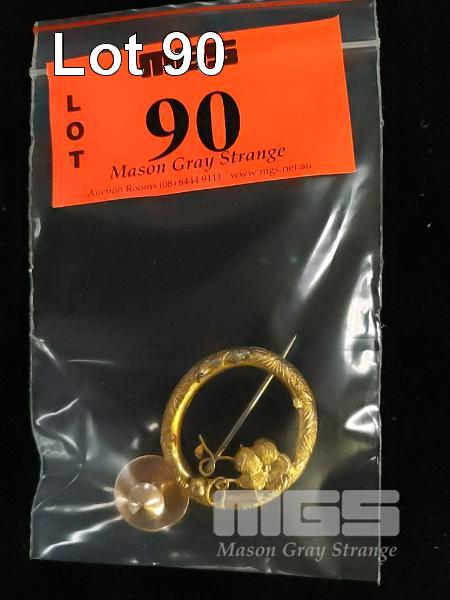 Lot 90
MGS
LOT
90
Mason Gray Strange
Auction Rooms (08) 8444 9111 www.mgs.net.au
MGS
Mason Gray Strange